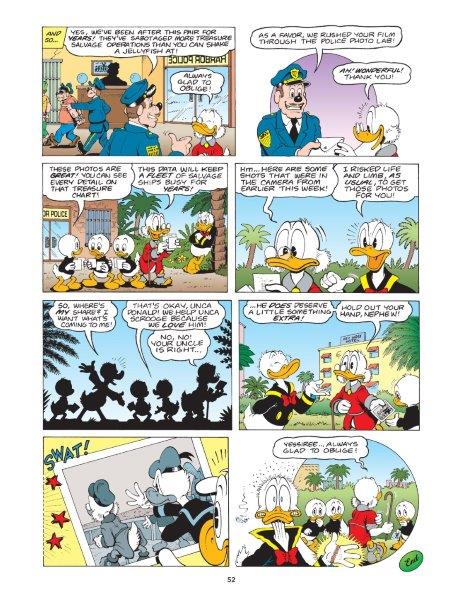 AND
SO...
YES, WE'VE BEEN AFTER THIS PAIR FOR
YEARS! THEY'VE SABOTAGED MORE TREASURE
SALVAGE OPERATIONS THAN YOU CAN SHAKE
A JELLYFISH AT!
HARBOR POLICE
ALWAYS
GLAD TO
OBLIGE!
AS A FAVOR, WE RUSHED YOUR FILM
THROUGH THE POLICE PHOTO LAB!
AH! WONDERFUL!
THANK YOU!
THESE PHOTOS ARE
GREAT! YOU CAN SEE
EVERY DETAIL ON
THAT TREASURE
CHART!
THIS DATA WILL KEEP
A FLEET OF SALVAGE
SHIPS BUSY FOR
YEARS!
OR POLICE
HM... HERE ARE SOME
SHOTS THAT WERE IN
THE CAMERA FROM
EARLIER THIS WEEK!
I RISKED LIFE
AND LIMB, AS
USUAL, TO GET
THOSE PHOTOS
FOR YOU!
SO, WHERE'S
MY SHARE? I
WANT WHAT'S
COMING TO ME!
THAT'S OKAY, UNCA
DONALD! WE HELP UNCA
SCROOGE BECAUSE
WE LOVE HIM!
NO, NO!
YOUR UNCLE
IS RIGHT...
...HE DOES DESERVE
A LITTLE SOMETHING
EXTRA!
HOLD OUT YOUR
HAND, NEPHEW!
SWAT!
YESSIREE... ALWAYS
GLAD TO OBLIGE!
End
52